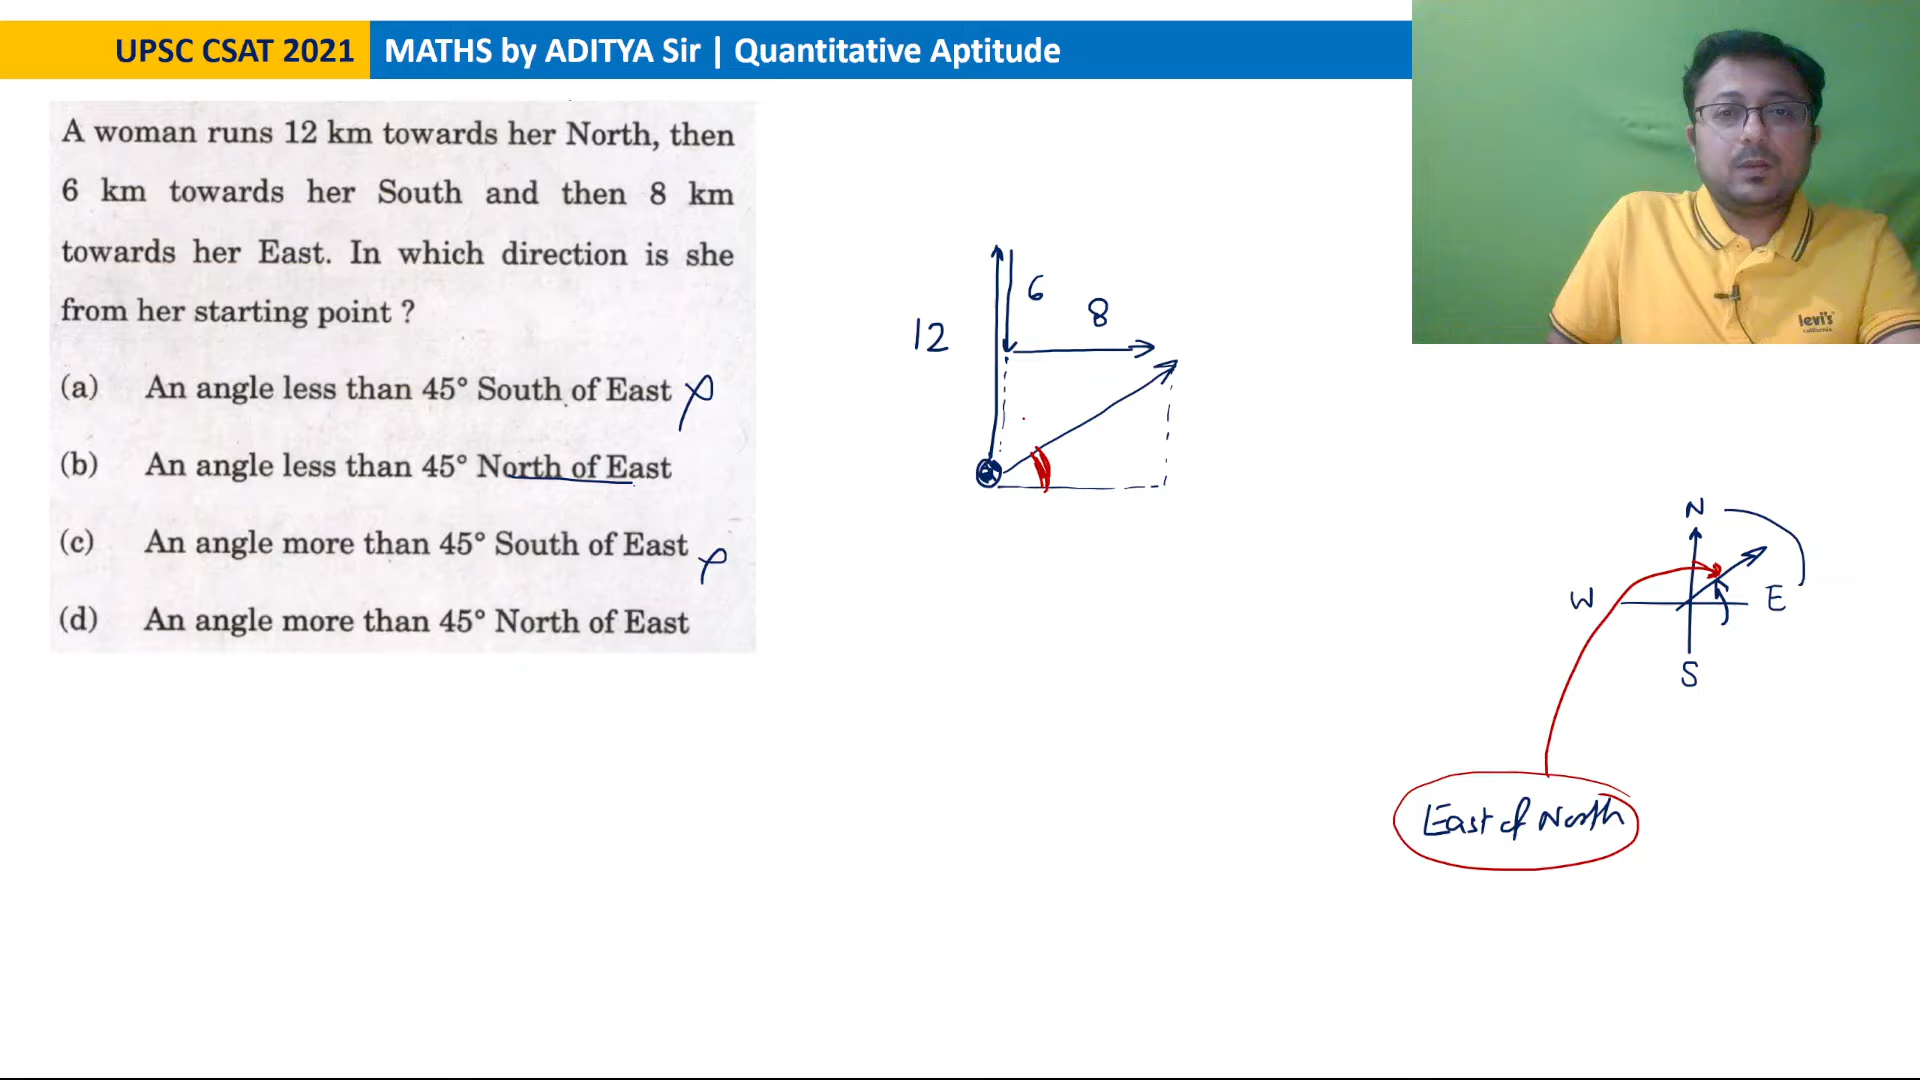 UPSC CSAT 2021 MATHS by ADITYA Sir | Quantitative Aptitude
A woman runs 12 km towards her North, then
6 km towards her South and then 8 km
towards her East. In which direction is she
from her starting point ?
(a) An angle less than 45° South of East
(b) An angle less than 45° North of East
(c) An angle more than 45° South of East
(d) An angle more than 45° North of East
6
8
12
levi's
california
N
W
E
S
East of North